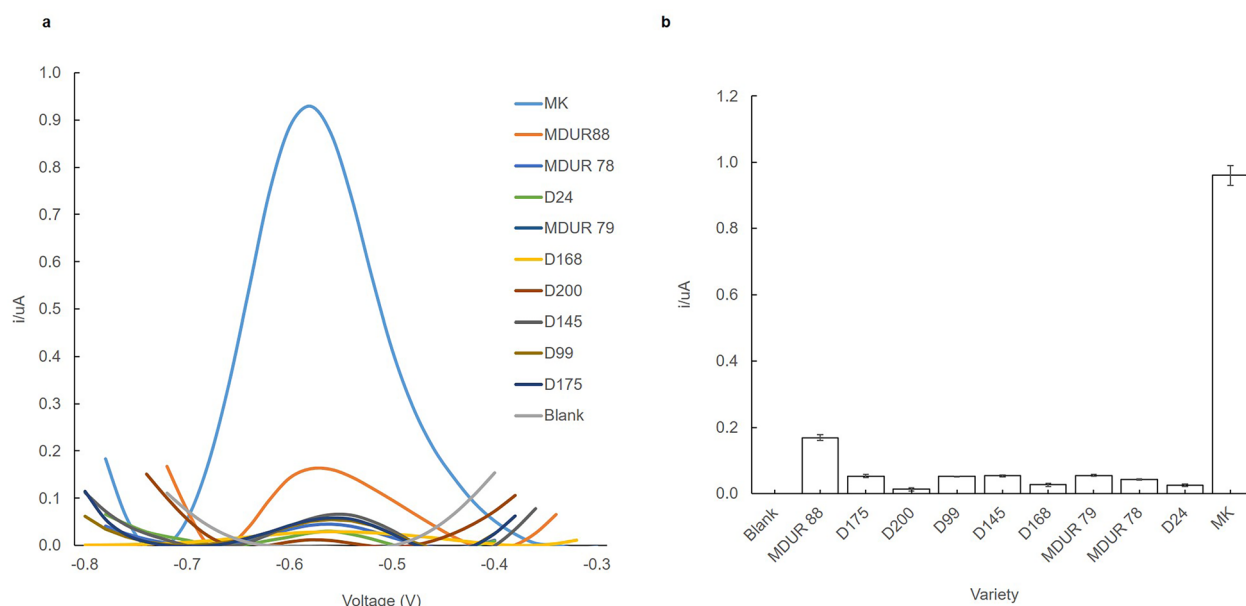 a
b
1.0
0.9
0.8
0.7
0.6
0.5
0.4
0.3
0.2
0.1
0.0
i/uA
-0.8
-0.7
-0.6
-0.5
-0.4
-0.3
Voltage (V)
MK
MDUR88
MDUR 78
D24
MDUR 79
D168
D200
D145
D99
D175
Blank
1.2
1.0
0.8
0.6
0.4
0.2
0.0
i/uA
Blank
MDUR 88
D175
D200
D99
D145
D168
MDUR 79
MDUR 78
D24
MK
Variety